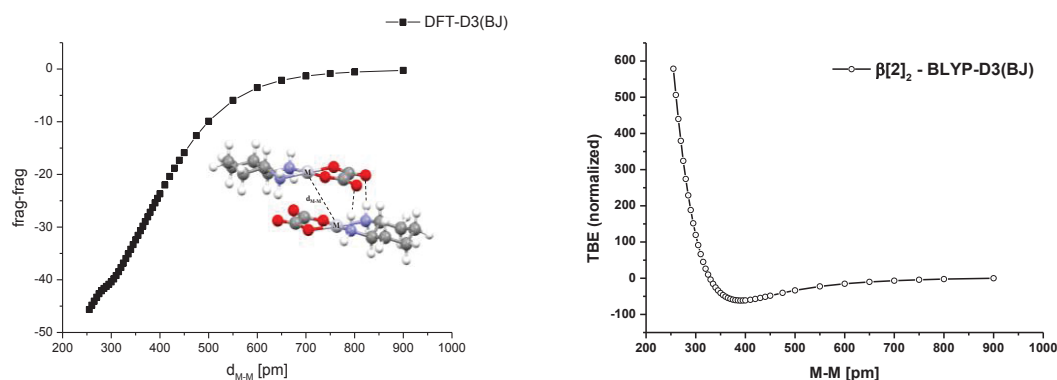 DFT-D3(BJ)
0
-10
-20
-30
-40
-50
frag-frag
M
d_{M-M}
M
200 300 400 500 600 700 800 900 1000
d_{M-M} [pm]
β[2]₂ - BLYP-D3(BJ)
600
500
400
300
200
100
0
-100
TBE (normalized)
200 300 400 500 600 700 800 900 1000
M-M [pm]